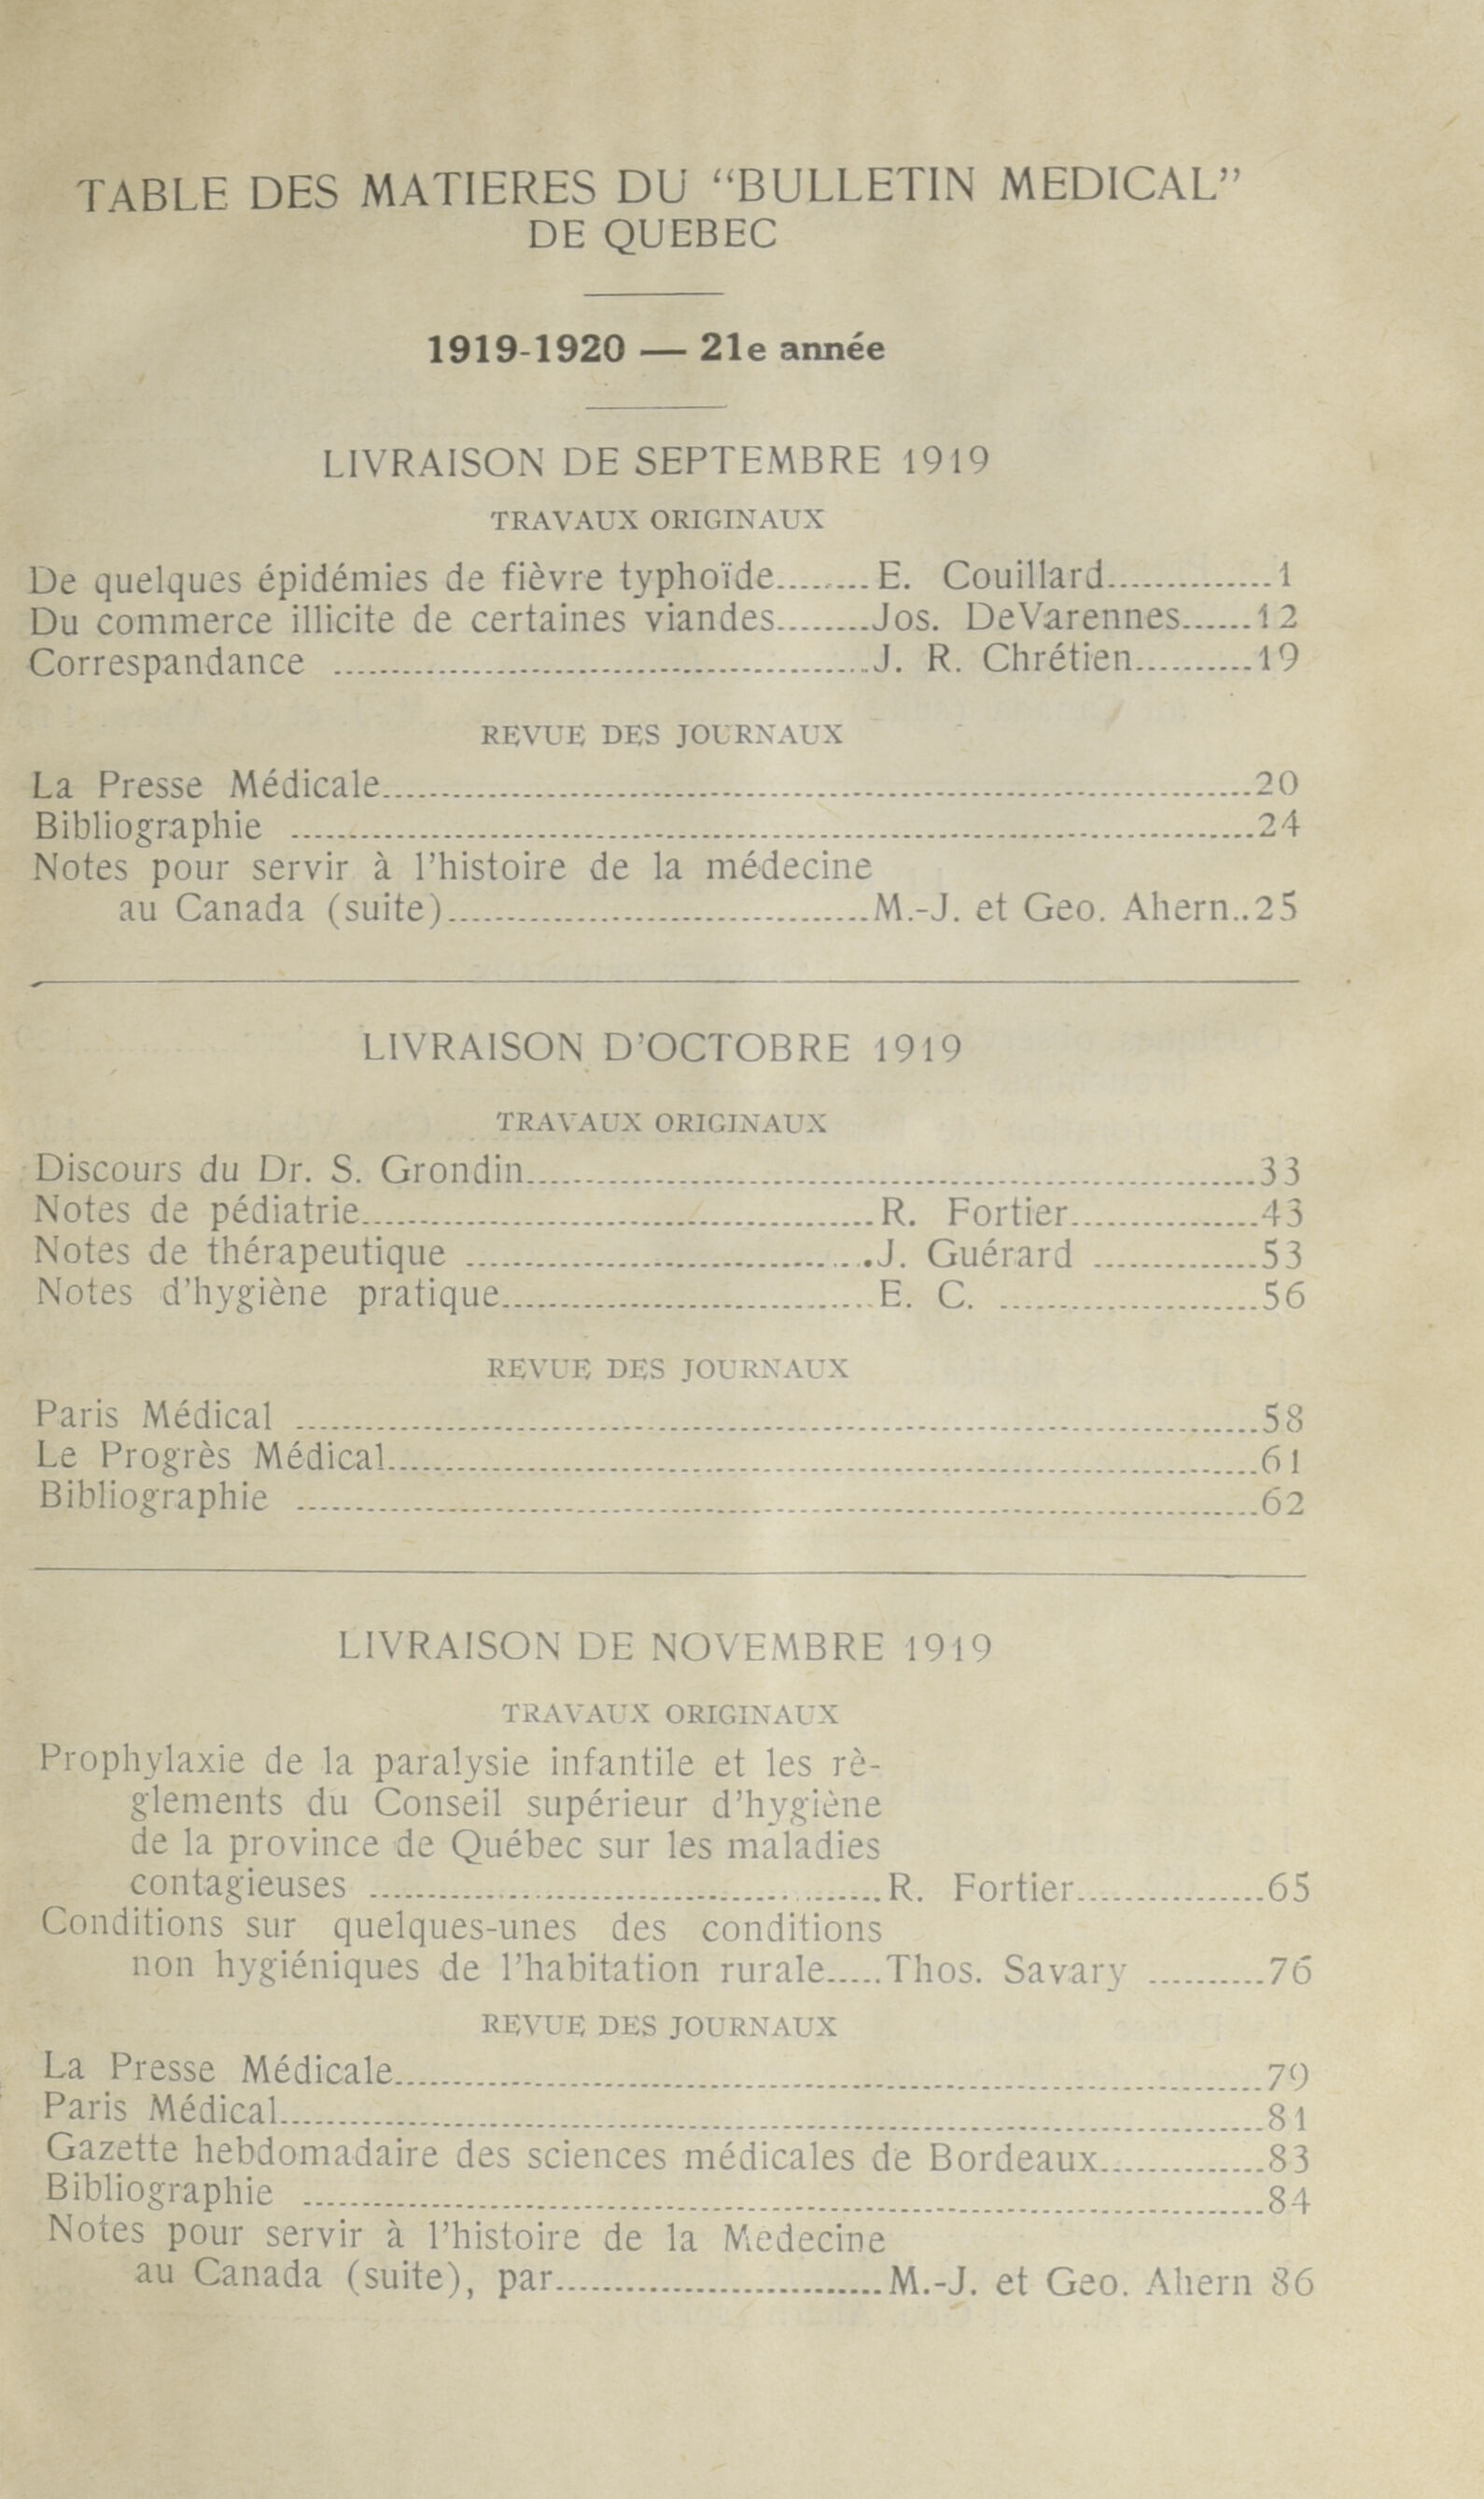 TABLE DES MATIERES DU “BULLETIN MEDICAL”
DE QUEBEC
1919-1920 — 21e année
LIVRAISON DE SEPTEMBRE 1919
TRAVAUX ORIGINAUX
De quelques épidémies de fièvre typhoïde........E. Couillard..............1
Du commerce illicite de certaines viandes........Jos. DeVarennes......12
Correspandance ..............................................J. R. Chrétien..........19
REVUE DES JOURNAUX
La Presse Médicale..........................................................................20
Bibliographie ..................................................................................24
Notes pour servir à l’histoire de la médecine
au Canada (suite)....................................M.-J. et Geo. Ahern..25
LIVRAISON D’OCTOBRE 1919
TRAVAUX ORIGINAUX
Discours du Dr. S. Grondin..............................................................33
Notes de pédiatrie............................................R. Fortier................43
Notes de thérapeutique ...................................J. Guérard ..............53
Notes d’hygiène pratique................................E. C. ......................56
REVUE DES JOURNAUX
Paris Médical ..................................................................................58
Le Progrès Médical..........................................................................61
Bibliographie ..................................................................................62
LIVRAISON DE NOVEMBRE 1919
TRAVAUX ORIGINAUX
Prophylaxie de la paralysie infantile et les rè-
glements du Conseil supérieur d’hygiène
de la province de Québec sur les maladies
contagieuses ............................................R. Fortier................65
Conditions sur quelques-unes des conditions
non hygiéniques de l’habitation rurale.....Thos. Savary ..........76
REVUE DES JOURNAUX
La Presse Médicale..........................................................................79
Paris Médical....................................................................................81
Gazette hebdomadaire des sciences médicales de Bordeaux..............83
Bibliographie ..................................................................................84
Notes pour servir à l’histoire de la Medecine
au Canada (suite), par............................M.-J. et Geo. Ahern 86